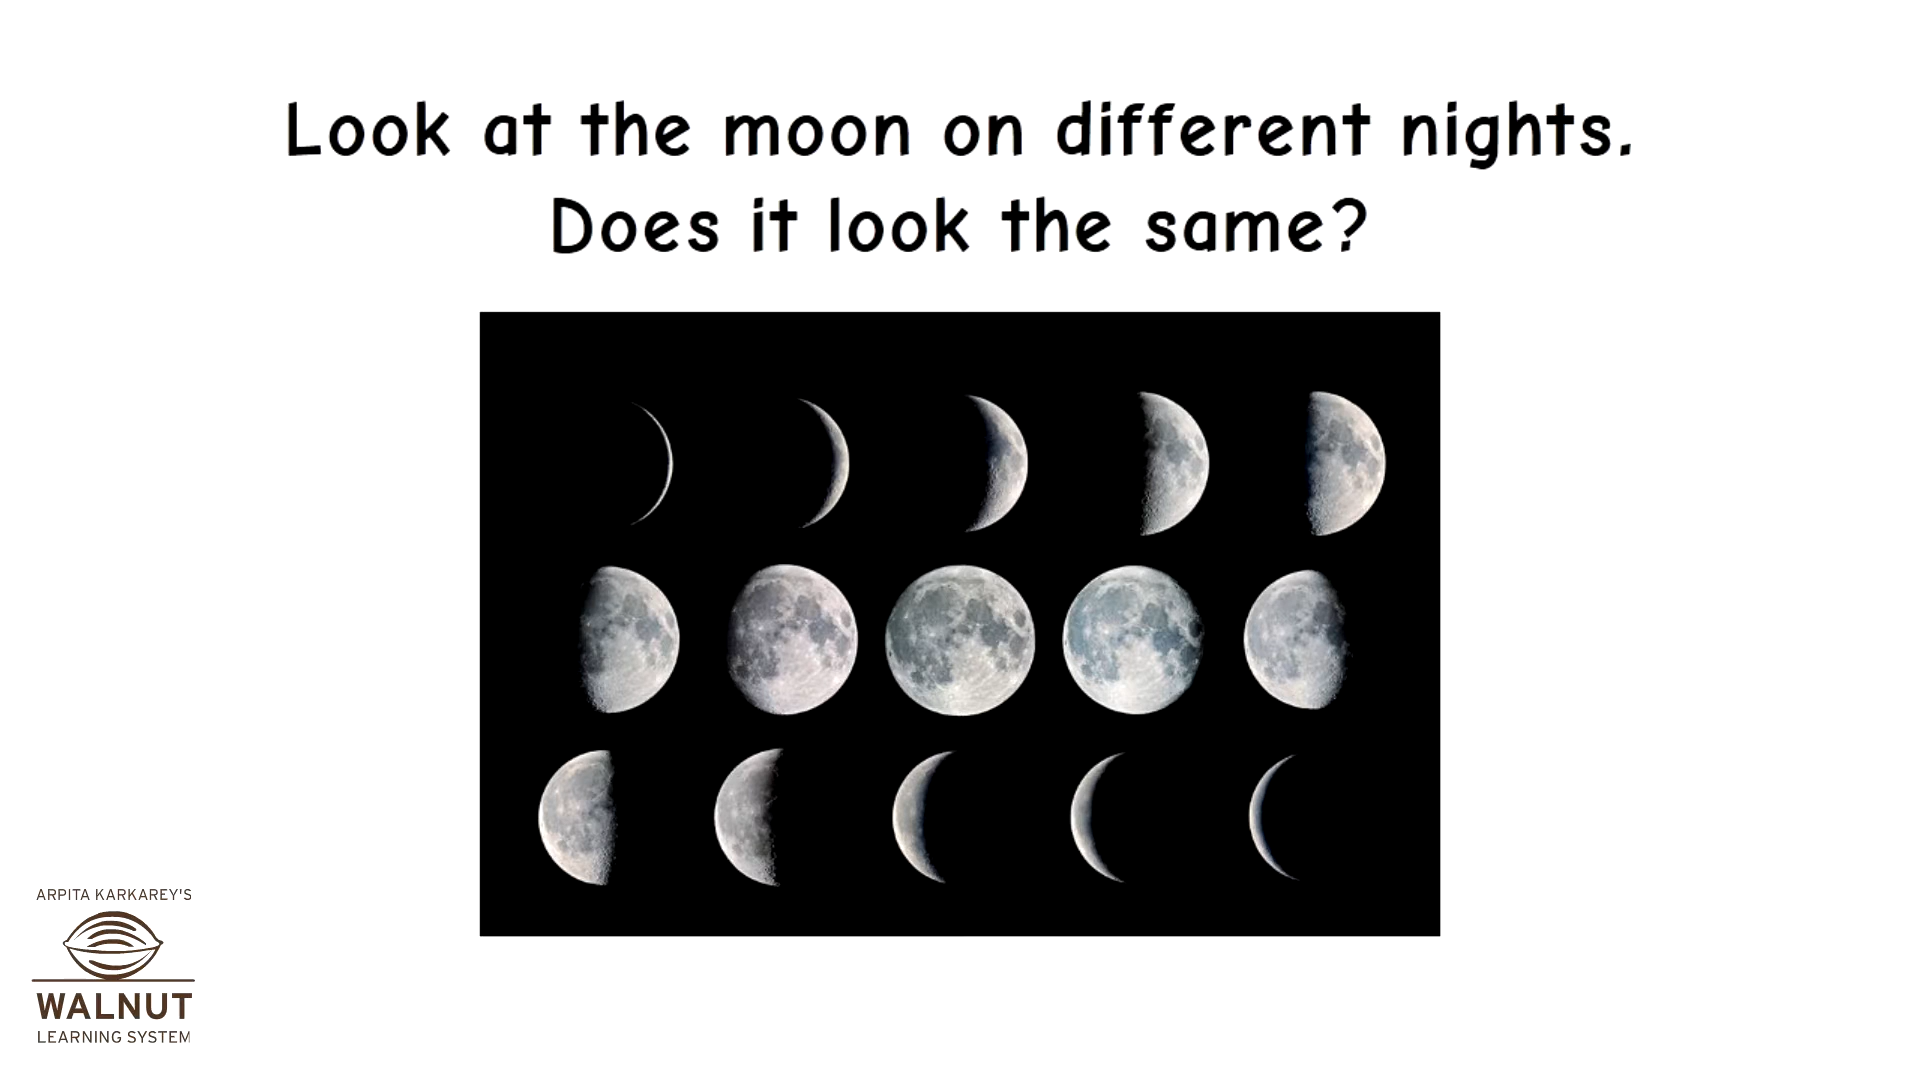 Look at the moon on different nights.
Does it look the same?
ARPITA KARKAREY'S
WALNUT
LEARNING SYSTEM